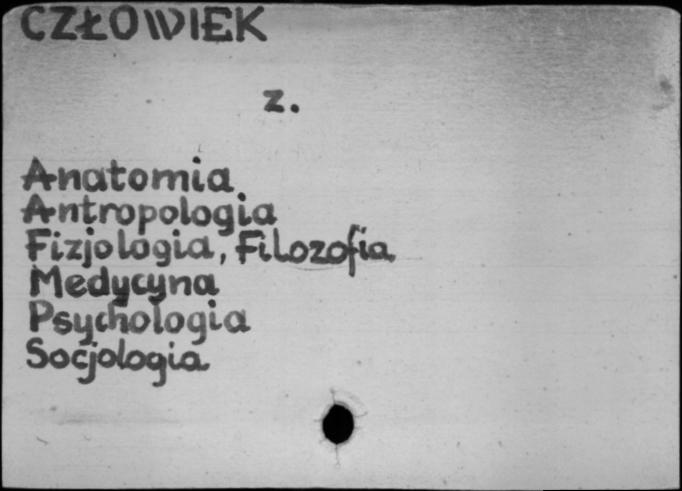 CZŁOWIEK
z.
Anatomia
Antropologia
Fizjologia, Filozofia
Medycyna
Psychologia
Socjologia